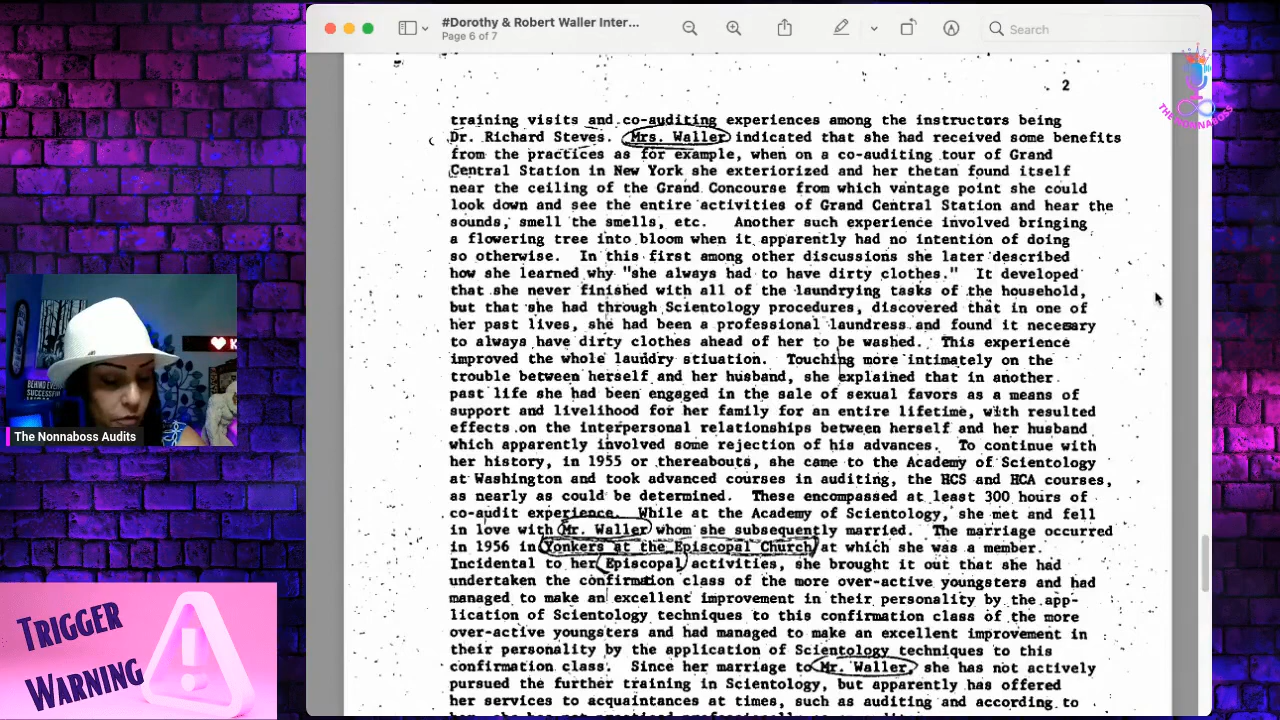 #Dorothy & Robert Waller Inter...
Page 6 of 7
Search
THE NONNABOSS
2
training visits and co-auditing experiences among the instructors being
Dr. Richard Steves. Mrs. Waller indicated that she had received some benefits
from the practices as for example, when on a co-auditing tour of Grand
Central Station in New York she exteriorized and her thetan found itself
near the ceiling of the Grand Concourse from which vantage point she could
look down and see the entire activities of Grand Central Station and hear the
sounds, smell the smells, etc. Another such experience involved bringing
a flowering tree into bloom when it apparently had no intention of doing
so otherwise. In this first among other discussions she later described
how she learned why "she always had to have dirty clothes." It developed
that she never finished with all of the laundrying tasks of the household,
but that she had through Scientology procedures, discovered that in one of
her past lives, she had been a professional laundress and found it necesary
to always have dirty clothes ahead of her to be washed. This experience
improved the whole laundry stiuation. Touching more intimately on the
trouble between herself and her husband, she explained that in another
past life she had been engaged in the sale of sexual favors as a means of
support and livelihood for her family for an entire lifetime, with resulted
effects on the interpersonal relationships between herself and her husband
which apparently involved some rejection of his advances. To continue with
her history, in 1955 or thereabouts, she came to the Academy of Scientology
at Washington and took advanced courses in auditing, the HCS and HCA courses,
as nearly as could be determined. These encompassed at least 300 hours of
co-audit experience. While at the Academy of Scientology, she met and fell
in love with Mr. Waller whom she subsequently married. The marriage occurred
in 1956 in Yonkers at the Episcopal Church at which she was a member.
Incidental to her Episcopal activities, she brought it out that she had
undertaken the confirmation class of the more over-active youngsters and had
managed to make an excellent improvement in their personality by the app-
lication of Scientology techniques to this confirmation class of the more
over-active youngsters and had managed to make an excellent improvement in
their personality by the application of Scientology techniques to this
confirmation class. Since her marriage to Mr. Waller, she has not actively
pursued the further training in Scientology, but apparently has offered
her services to acquaintances at times, such as auditing and according to
BEHIND EVERY
SUCCESSFUL
The Nonnaboss Audits
TRIGGER
WARNING